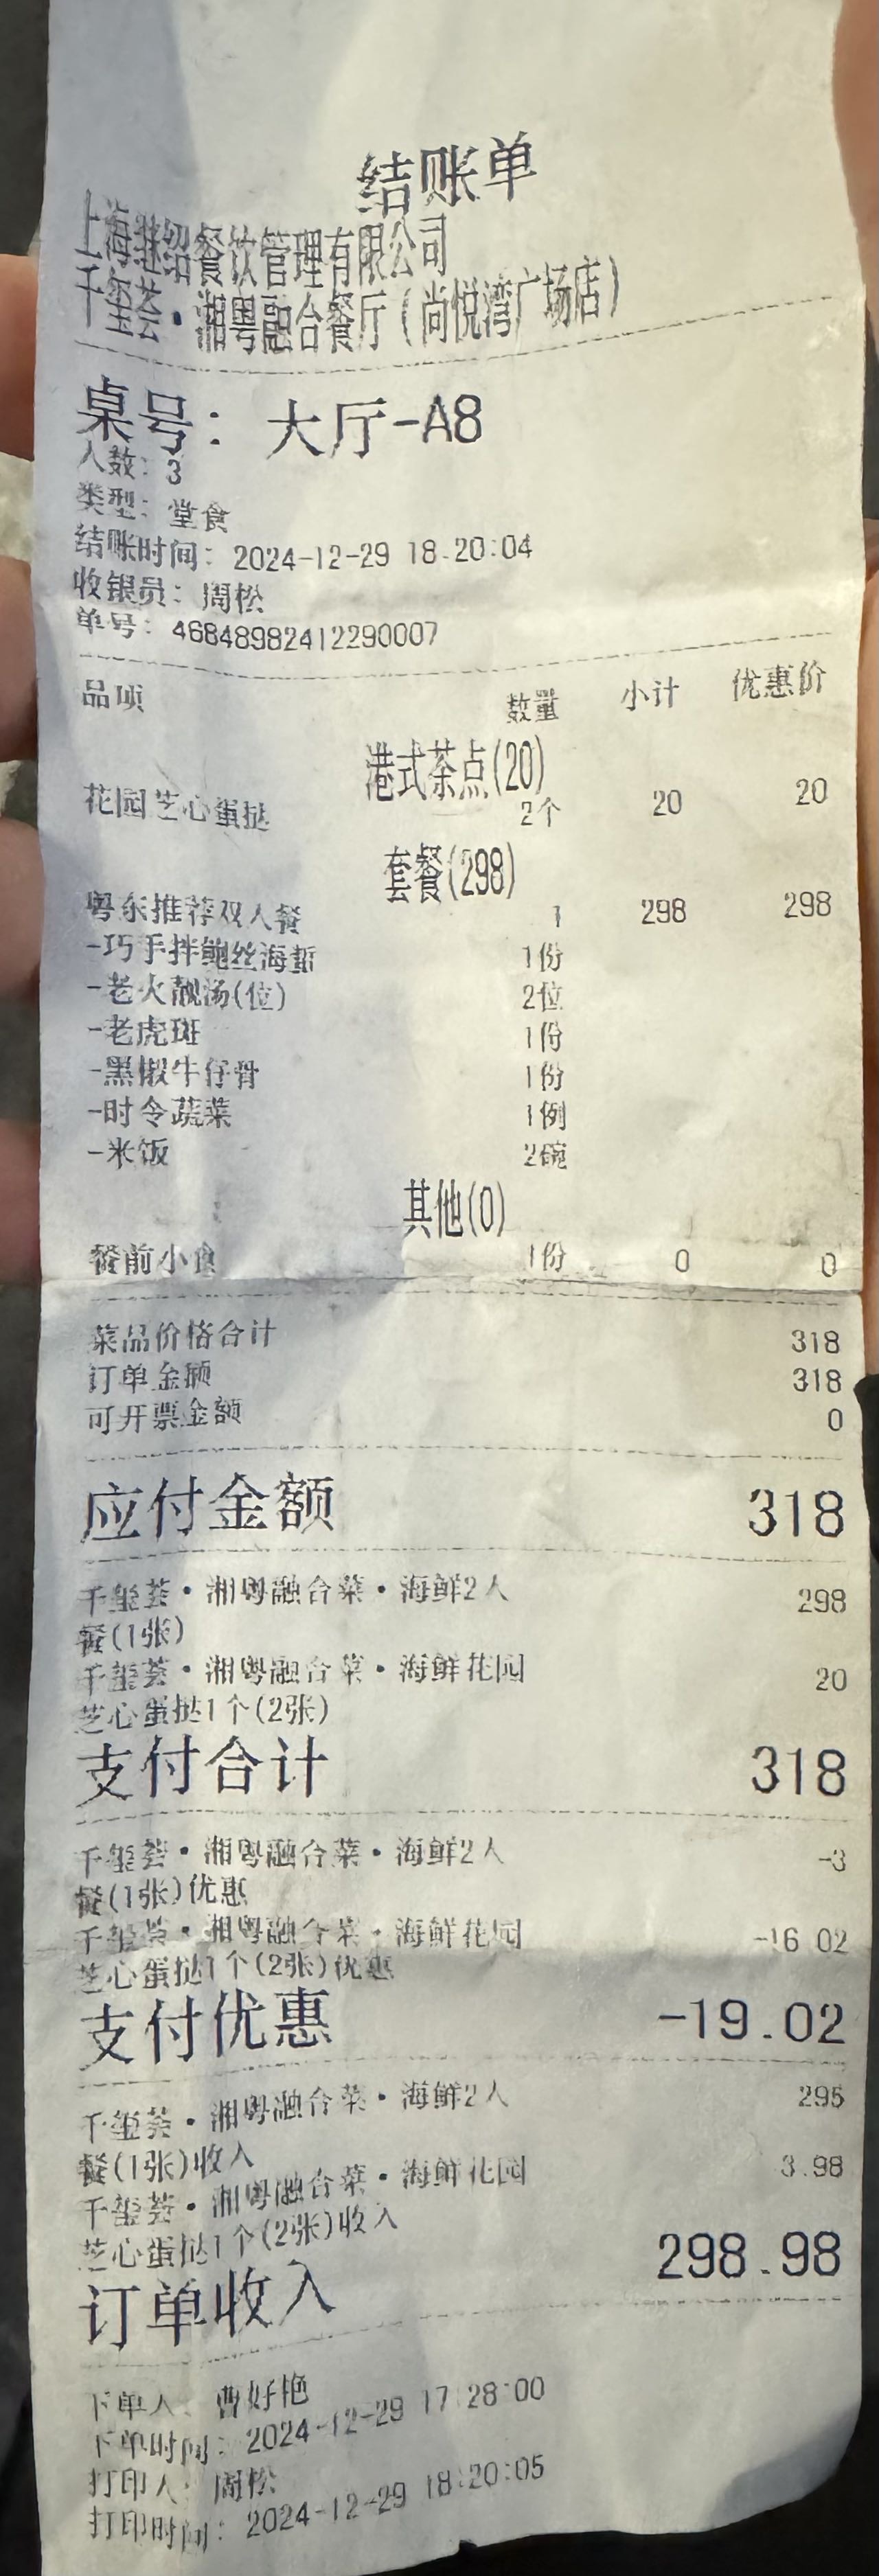 结账单
上海继绍餐饮管理有限公司
千玺荟·湘粤融合餐厅(尚悦湾广场店)
桌号: 大厅-A8
人数: 3
类型: 堂食
结账时间: 2024-12-29 18:20:04
收银员: 周松
单号: 46848982412290007
品项 数量 小计 优惠价
港式茶点(20)
花园芝心蛋挞 2个 20 20
套餐(298)
粤东推荐双人餐 1 298 298
-巧手拌鲍丝海蜇 1份
-老火靓汤(位) 2位
-老虎斑 1份
-黑椒牛仔骨 1份
-时令蔬菜 1例
-米饭 2碗
其他(0)
餐前小食 1份 0 0
菜品价格合计 318
订单金额 318
可开票金额 0
应付金额 318
千玺荟·湘粤融合菜·海鲜2人 298
餐(1张)
千玺荟·湘粤融合菜·海鲜花园 20
芝心蛋挞1个(2张)
支付合计 318
千玺荟·湘粤融合菜·海鲜2人 -3
餐(1张)优惠
千玺荟·湘粤融合菜·海鲜花园 -16.02
芝心蛋挞1个(2张)优惠
支付优惠 -19.02
千玺荟·湘粤融合菜·海鲜2人 295
餐(1张)收入
千玺荟·湘粤融合菜·海鲜花园 3.98
芝心蛋挞1个(2张)收入
订单收入 298.98
下单人: 曹好艳
下单时间: 2024-12-29 17:28:00
打印人: 周松
打印时间: 2024-12-29 18:20:05